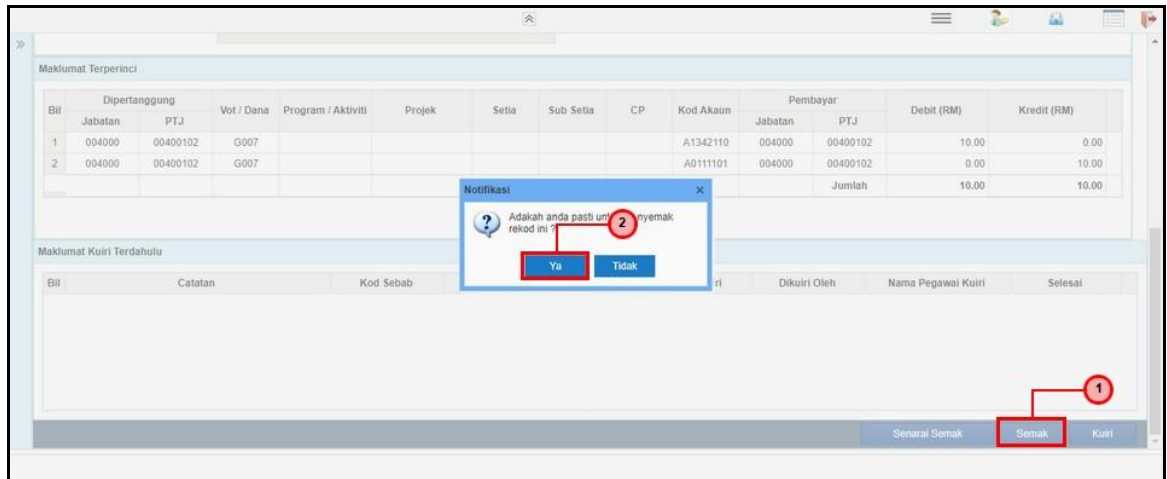 Maklumat Terperinci
Bil Dipertanggung Vot / Dana Program / Aktiviti Projek Setia Sub Setia CP Kod Akaun Pembayar Debit (RM) Kredit (RM)
Jabatan PTJ Jabatan PTJ
1 004000 00400102 G007 A1342110 004000 00400102 10.00 0.00
2 004000 00400102 G007 A0111101 004000 00400102 0.00 10.00
Jumlah 10.00 10.00
Notifikasi
Adakah anda pasti nyemak
rekod ini ?
2
Ya Tidak
Maklumat Kuiri Terdahulu
Bil Catatan Kod Sebab ri Dikuiri Oleh Nama Pegawai Kuiri Selesai
1
Senarai Semak Semak Kuiri